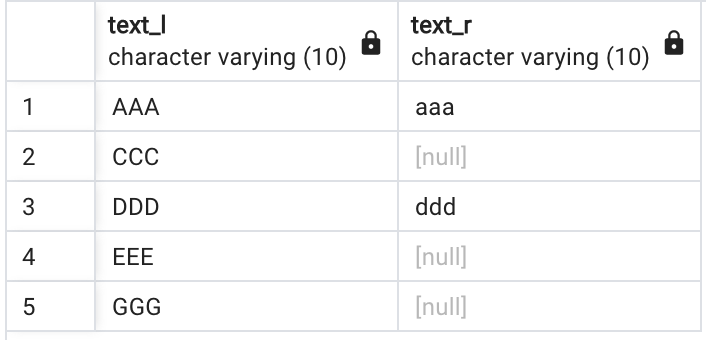 text_l text_r
character varying (10) character varying (10)
1 AAA aaa
2 CCC [null]
3 DDD ddd
4 EEE [null]
5 GGG [null]